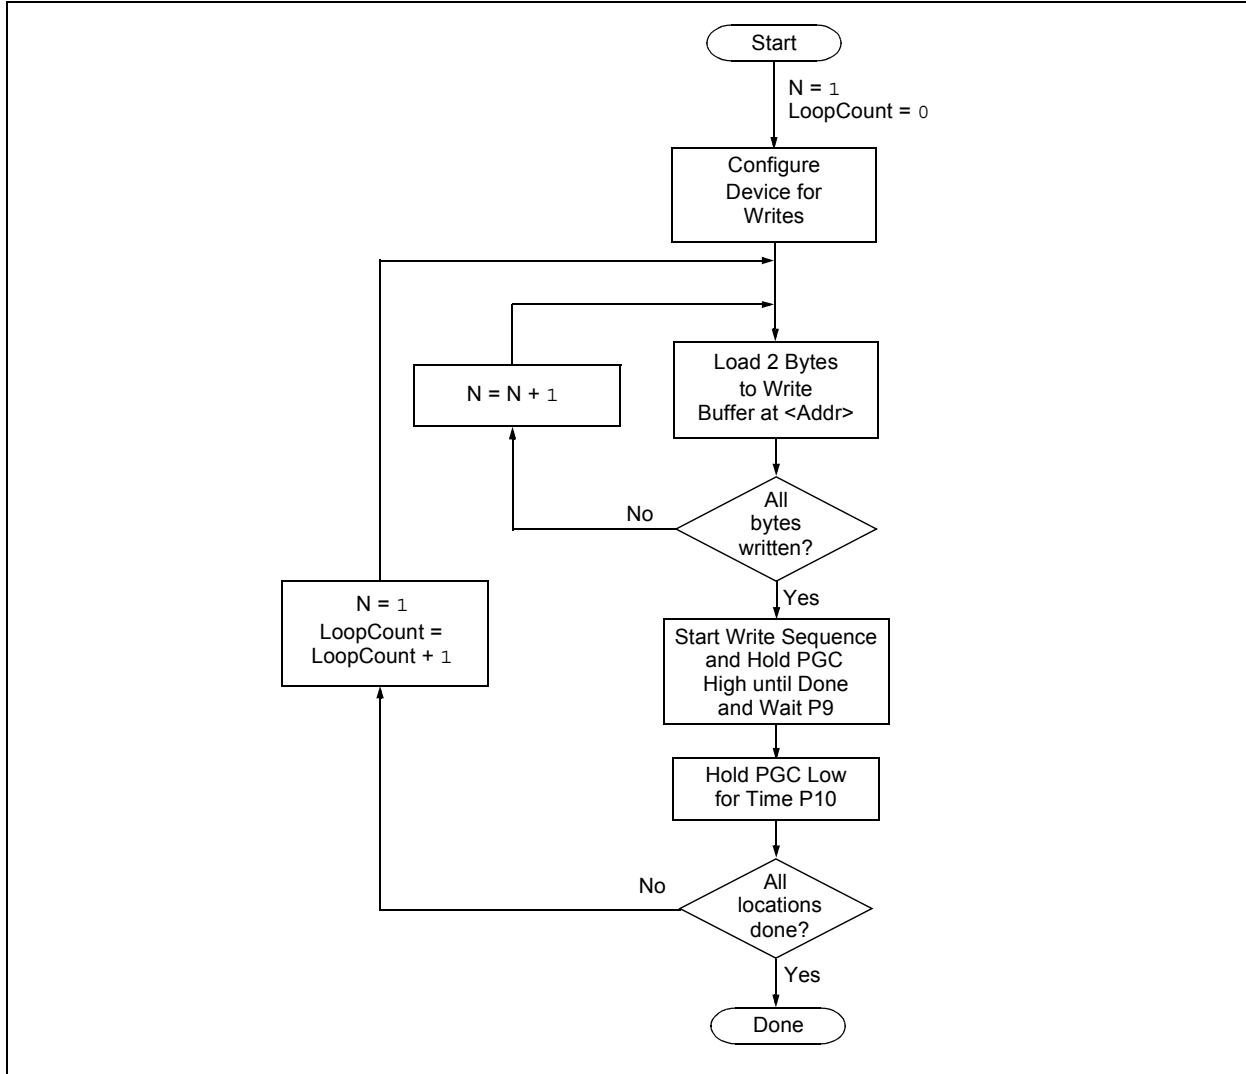 Start
N = 1
LoopCount = 0
Configure
Device for
Writes
Load 2 Bytes
to Write
Buffer at <Addr>
N = N + 1
All
bytes
written?
No
Yes
N = 1
LoopCount =
LoopCount + 1
Start Write Sequence
and Hold PGC
High until Done
and Wait P9
Hold PGC Low
for Time P10
All
locations
done?
No
Yes
Done